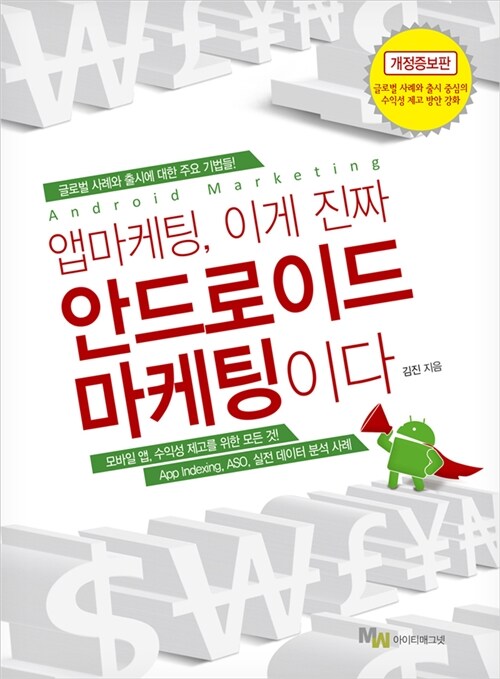 개정증보판
글로벌 사례와 출시 중심의
수익성 제고 방안 강화
글로벌 사례와 출시에 대한 주요 기법들!
Android Marketing
앱마케팅, 이게 진짜
안드로이드
마케팅이다
김진 지음
모바일 앱, 수익성 제고를 위한 모든 것!
App Indexing, ASO, 실전 데이터 분석 사례
MW 아이티매그넷